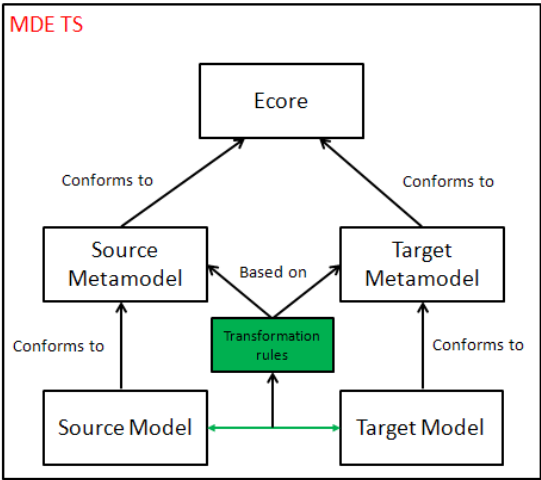 MDE TS
Ecore
Conforms to
Conforms to
Source
Metamodel
Based on
Target
Metamodel
Conforms to
Transformation
rules
Conforms to
Source Model
Target Model